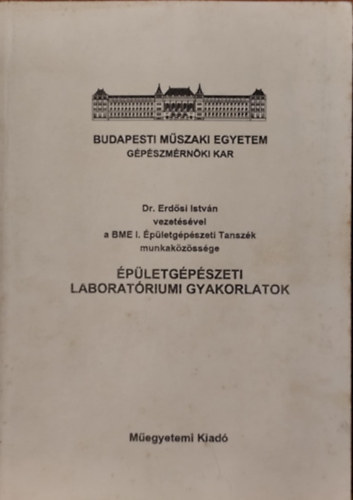 BUDAPESTI MŰSZAKI EGYETEM
GÉPÉSZMÉRNÖKI KAR
Dr. Erdősi István
vezetésével
a BME I. Épületgépészeti Tanszék
munkaközössége
ÉPÜLETGÉPÉSZETI
LABORATÓRIUMI GYAKORLATOK
Műegyetemi Kiadó